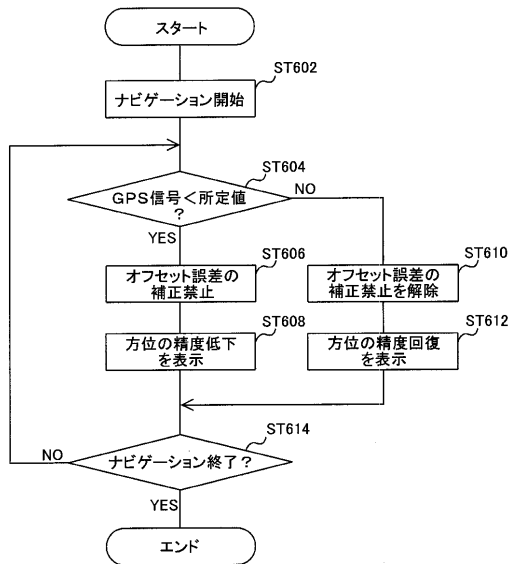 スタート
ST602
ナビゲーション開始
ST604
GPS信号<所定値
?
NO
YES
ST606
オフセット誤差の
補正禁止
ST610
オフセット誤差の
補正禁止を解除
ST608
方位の精度低下
を表示
ST612
方位の精度回復
を表示
ST614
ナビゲーション終了?
NO
YES
エンド